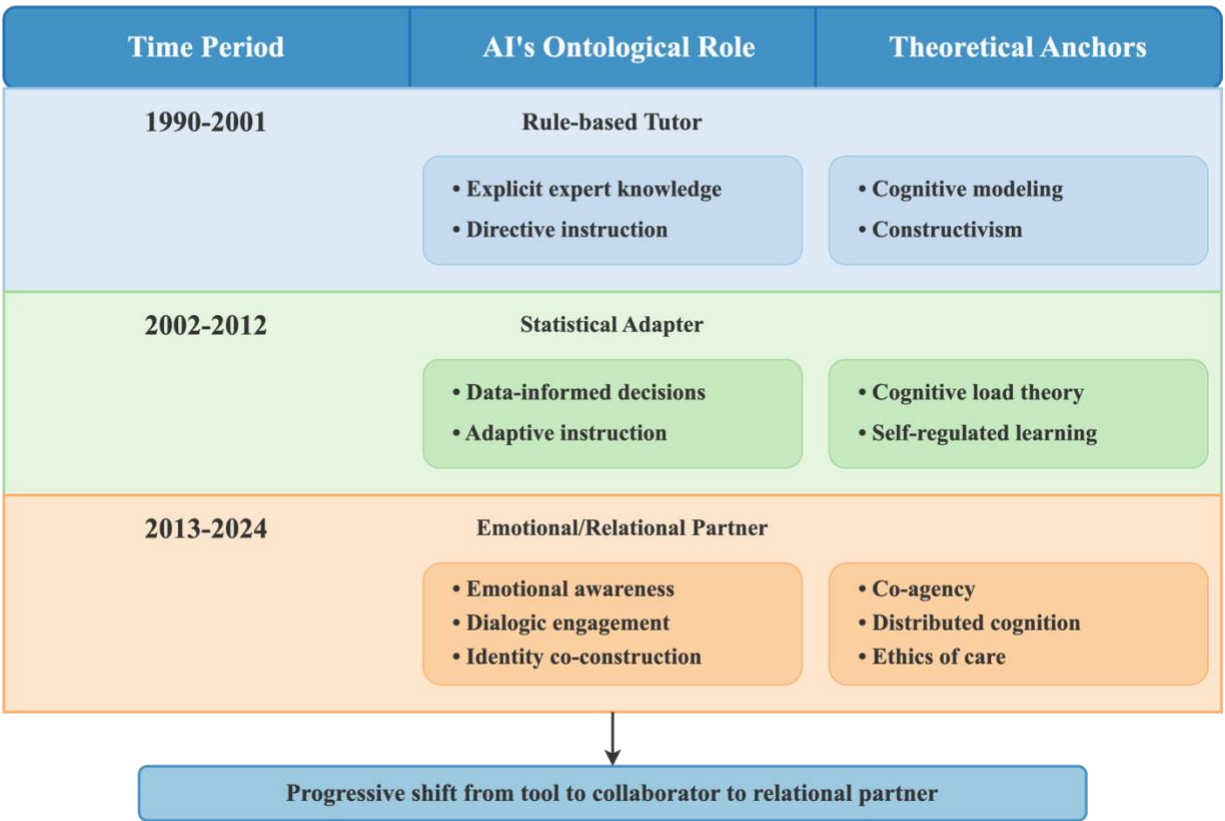 Time Period
AI's Ontological Role
Theoretical Anchors
1990-2001
Rule-based Tutor
• Explicit expert knowledge
• Directive instruction
• Cognitive modeling
• Constructivism
2002-2012
Statistical Adapter
• Data-informed decisions
• Adaptive instruction
• Cognitive load theory
• Self-regulated learning
2013-2024
Emotional/Relational Partner
• Emotional awareness
• Dialogic engagement
• Identity co-construction
• Co-agency
• Distributed cognition
• Ethics of care
Progressive shift from tool to collaborator to relational partner